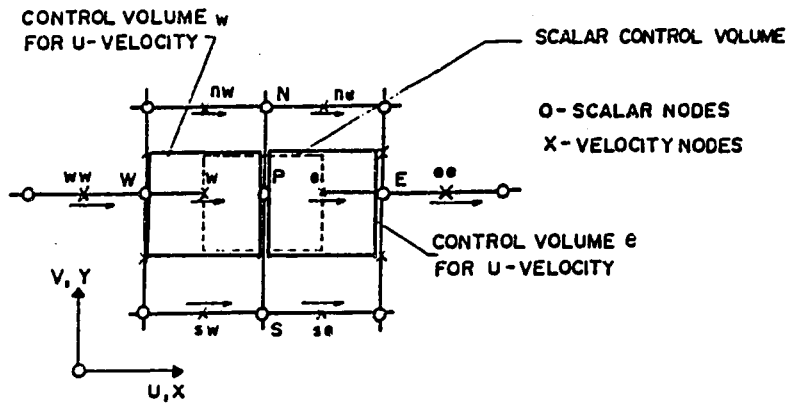 CONTROL VOLUME w
FOR U-VELOCITY
SCALAR CONTROL VOLUME
nw N ne
O- SCALAR NODES
X- VELOCITY NODES
ww W w P e E ee
CONTROL VOLUME e
FOR U-VELOCITY
V, Y
sw S se
U, X